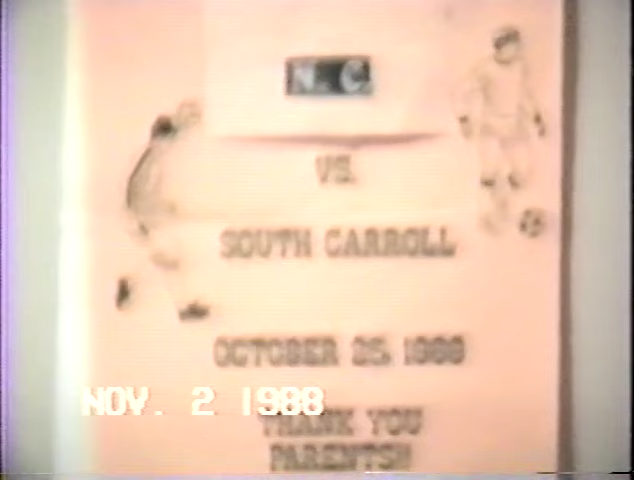 N. C.
VS.
SOUTH CARROLL
OCTOBER 25, 1988
NOV. 2 1988
THANK YOU
PARENTS!!